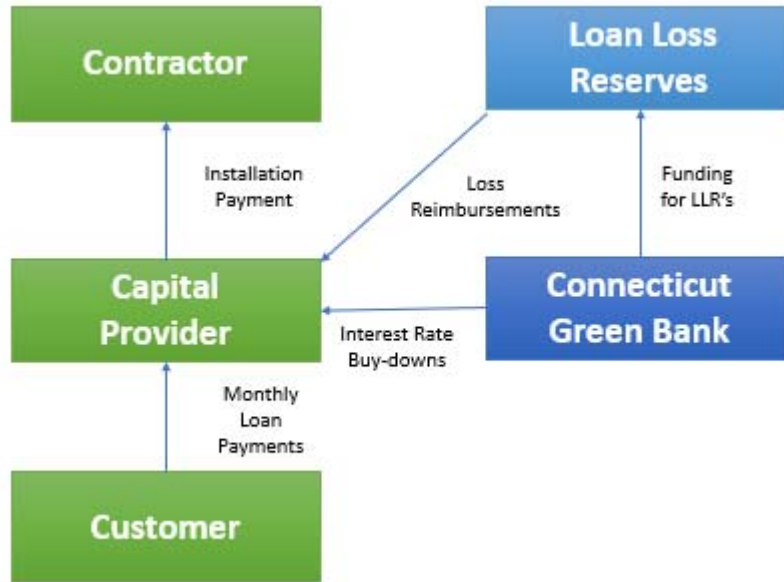 Contractor
Loan Loss
Reserves
Installation
Payment
Loss
Reimbursements
Funding
for LLR's
Capital
Provider
Connecticut
Green Bank
Interest Rate
Buy-downs
Monthly
Loan
Payments
Customer